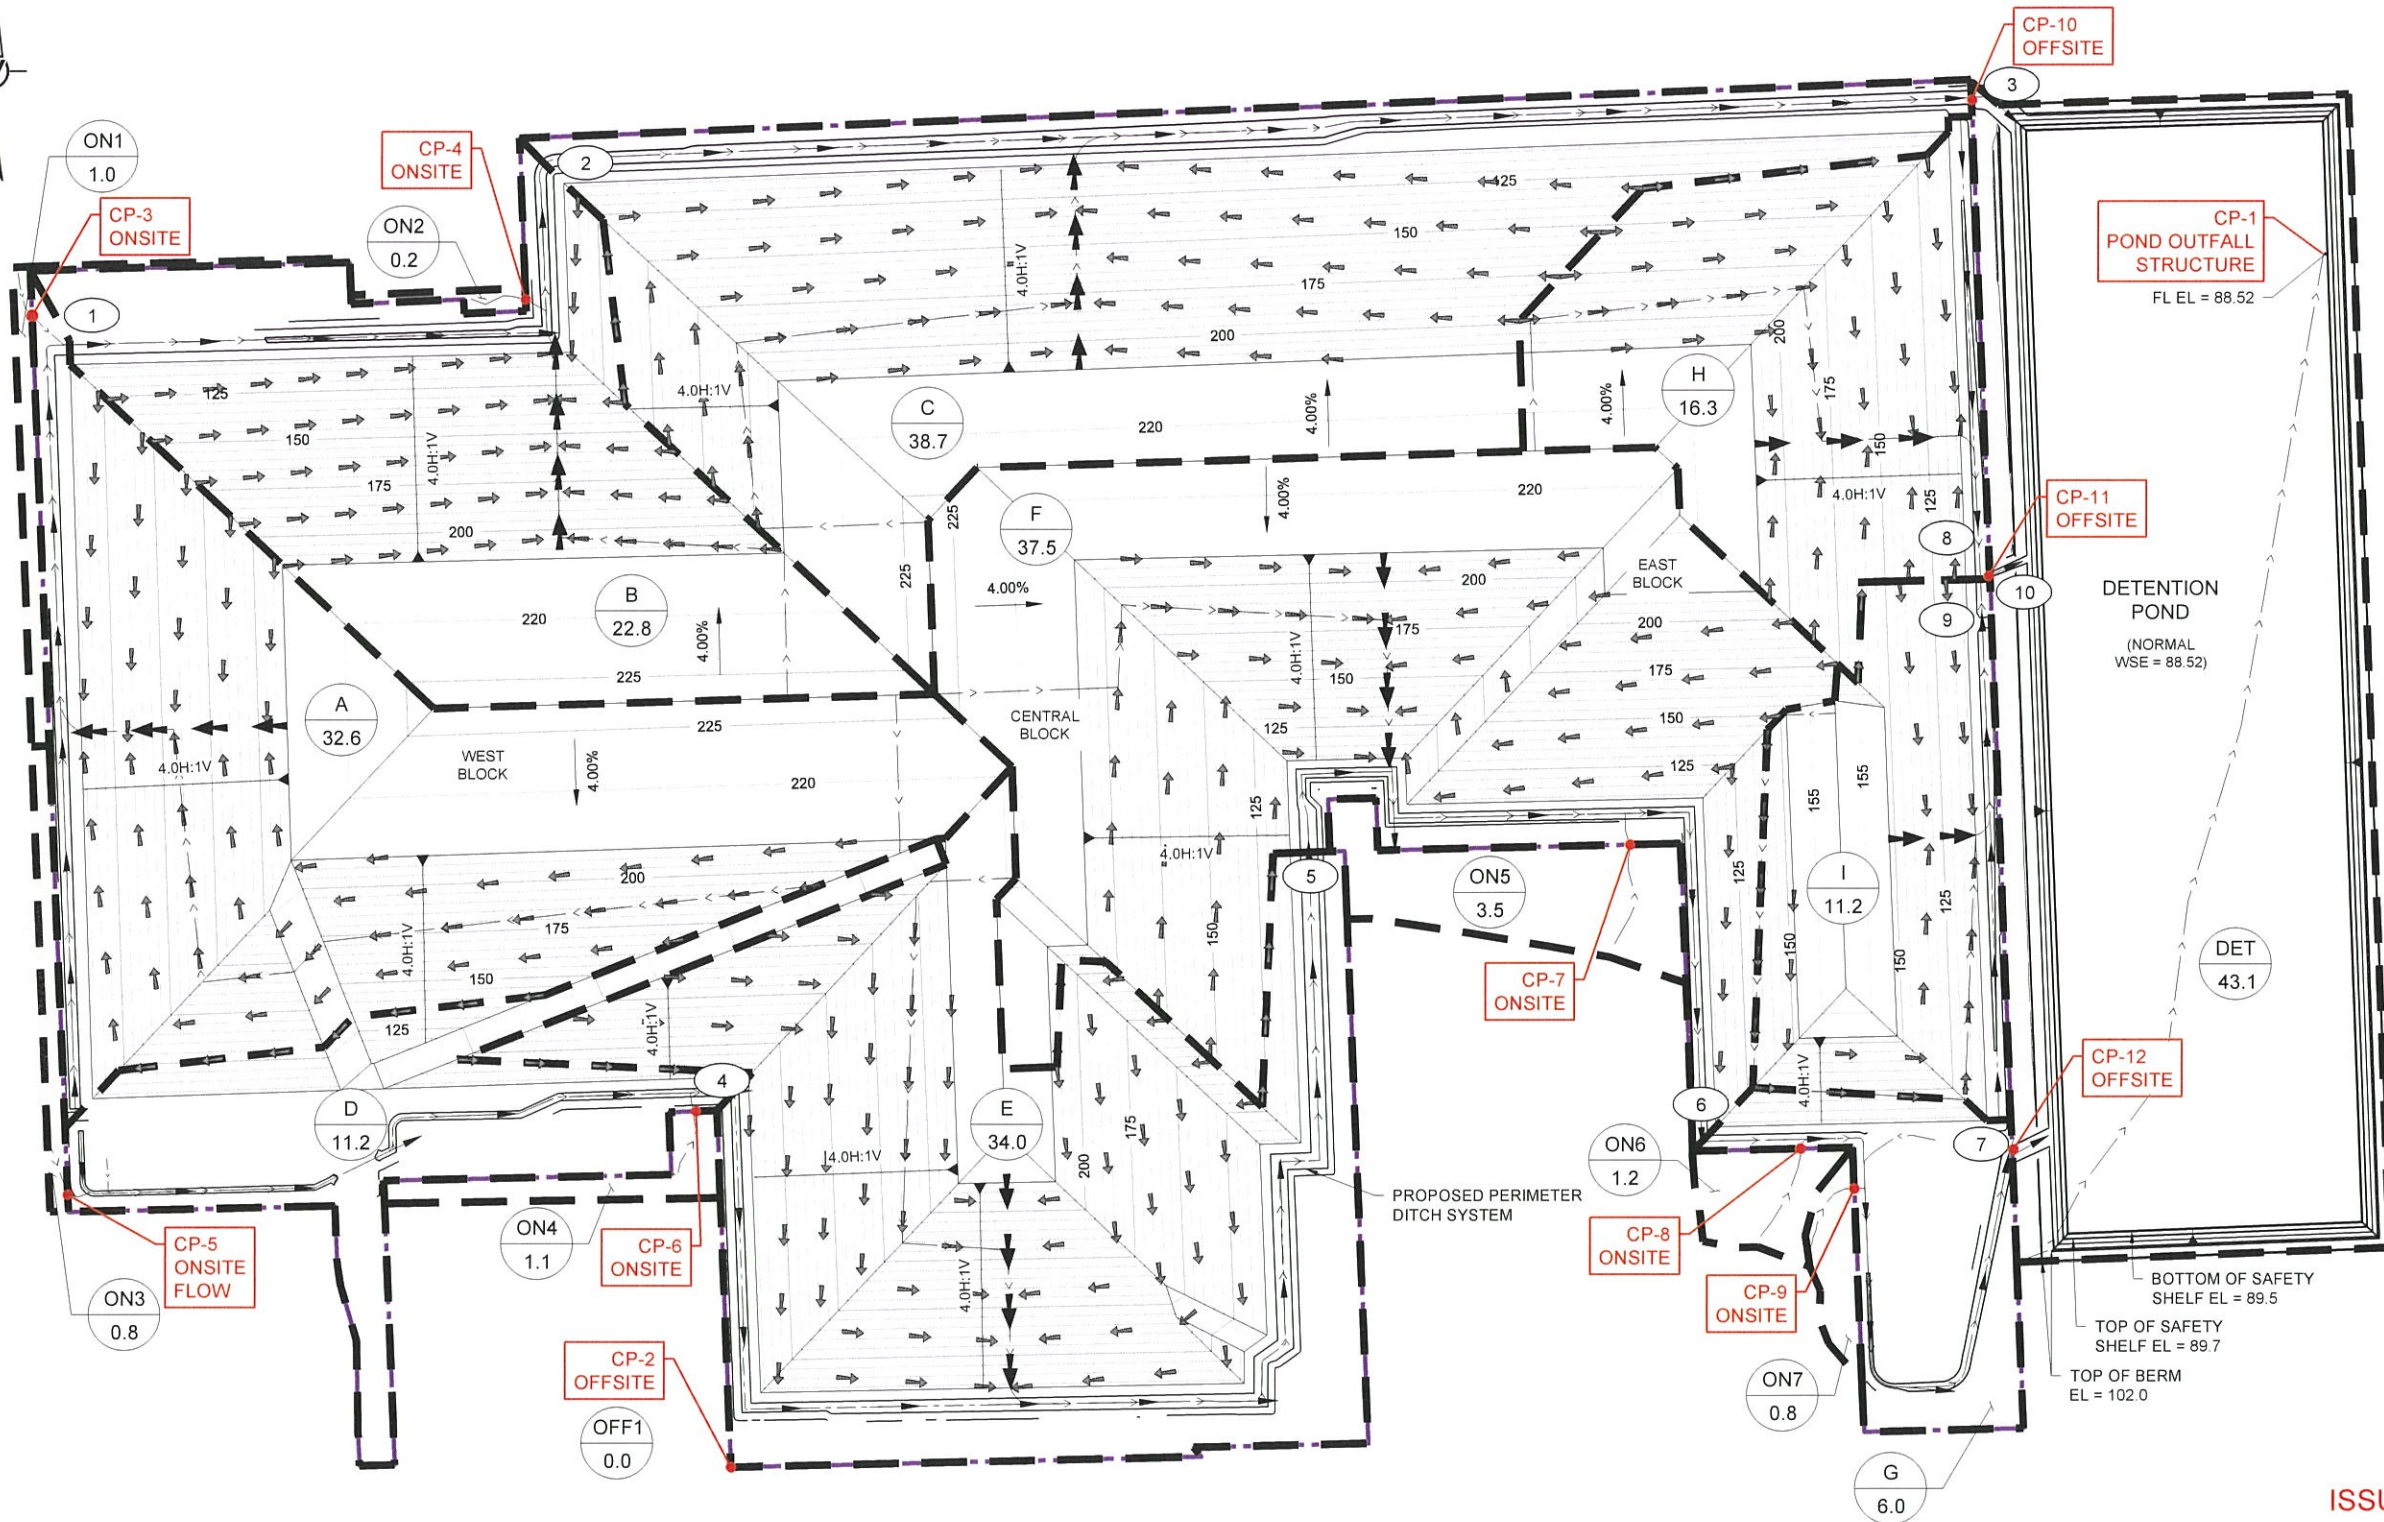 CP-10
OFFSITE
3
ON1
1.0
CP-4
ONSITE
2
CP-3
ONSITE
ON2
0.2
125
150
CP-1
POND OUTFALL
STRUCTURE
FL EL = 88.52
4.0H:1V
175
1
200
200
H
16.3
175
4.0H:1V
125
C
38.7
4.00%
4.00%
220
150
150
4.0H:1V
175
4.0H:1V
125
220
CP-11
OFFSITE
225
F
37.5
4.00%
200
8
225
EAST
BLOCK
200
DETENTION
POND
(NORMAL
WSE = 88.52)
4.00%
10
B
22.8
220
4.00%
200
9
175
4.0H:1V
175
225
150
A
32.6
CENTRAL
BLOCK
150
225
125
WEST
BLOCK
4.0H:1V
4.00%
220
125
155
155
125
4.0H:1V
5
200
125
ON5
3.5
I
11.2
125
175
4.0H:1V
150
150
150
150
DET
43.1
CP-7
ONSITE
125
4.0H:1V
CP-12
OFFSITE
4
4.0H:1V
6
D
11.2
E
34.0
175
7
ON6
1.2
4.0H:1V
200
PROPOSED PERIMETER
DITCH SYSTEM
ON4
1.1
CP-5
ONSITE
FLOW
CP-6
ONSITE
CP-8
ONSITE
4.0H:1V
BOTTOM OF SAFETY
SHELF EL = 89.5
ON3
0.8
CP-9
ONSITE
TOP OF SAFETY
SHELF EL = 89.7
CP-2
OFFSITE
ON7
0.8
TOP OF BERM
EL = 102.0
OFF1
0.0
G
6.0